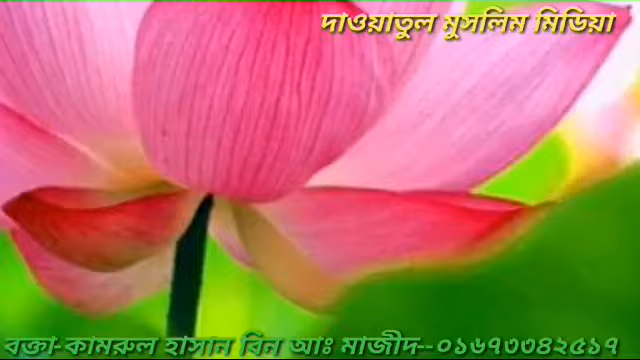 দাওয়াতুল মুসলিম মিডিয়া
বক্তা-কামরুল হাসান বিন আঃ মাজীদ--০১৬৭৩৩৪২৫১৭